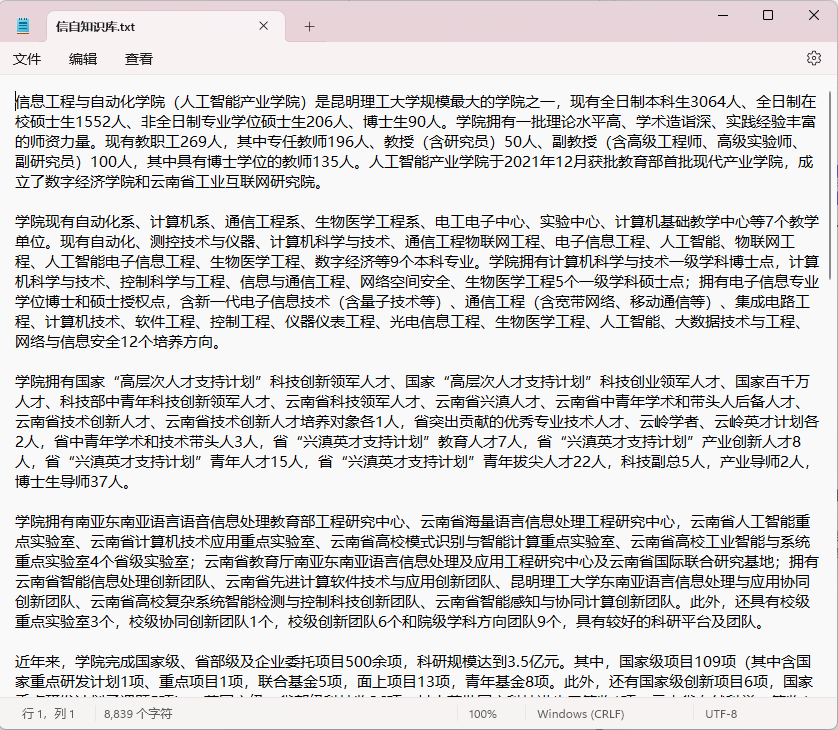 信自知识库.txt
文件 编辑 查看
信息工程与自动化学院（人工智能产业学院）是昆明理工大学规模最大的学院之一，现有全日制本科生3064人、全日制在
校硕士生1552人、非全日制专业学位硕士生206人、博士生90人。学院拥有一批理论水平高、学术造诣深、实践经验丰富
的师资力量。现有教职工269人，其中专任教师196人、教授（含研究员）50人、副教授（含高级工程师、高级实验师、
副研究员）100人，其中具有博士学位的教师135人。人工智能产业学院于2021年12月获批教育部首批现代产业学院，成
立了数字经济学院和云南省工业互联网研究院。
学院现有自动化系、计算机系、通信工程系、生物医学工程系、电工电子中心、实验中心、计算机基础教学中心等7个教学
单位。现有自动化、测控技术与仪器、计算机科学与技术、通信工程物联网工程、电子信息工程、人工智能、物联网工
程、人工智能电子信息工程、生物医学工程、数字经济等9个本科专业。学院拥有计算机科学与技术一级学科博士点，计算
机科学与技术、控制科学与工程、信息与通信工程、网络空间安全、生物医学工程5个一级学科硕士点；拥有电子信息专业
学位博士和硕士授权点，含新一代电子信息技术（含量子技术等）、通信工程（含宽带网络、移动通信等）、集成电路工
程、计算机技术、软件工程、控制工程、仪器仪表工程、光电信息工程、生物医学工程、人工智能、大数据技术与工程、
网络与信息安全12个培养方向。
学院拥有国家“高层次人才支持计划”科技创新领军人才、国家“高层次人才支持计划”科技创业领军人才、国家百千万
人才、科技部中青年科技创新领军人才、云南省科技领军人才、云南省兴滇人才、云南省中青年学术和带头人后备人才、
云南省技术创新人才、云南省技术创新人才培养对象各1人，省突出贡献的优秀专业技术人才、云岭学者、云岭英才计划各
2人，省中青年学术和技术带头人3人，省“兴滇英才支持计划”教育人才7人，省“兴滇英才支持计划”产业创新人才8
人，省“兴滇英才支持计划”青年人才15人，省“兴滇英才支持计划”青年拔尖人才22人，科技副总5人，产业导师2人，
博士生导师37人。
学院拥有南亚东南亚语言语音信息处理教育部工程研究中心、云南省海量语言信息处理工程研究中心，云南省人工智能重
点实验室、云南省计算机技术应用重点实验室、云南省高校模式识别与智能计算重点实验室、云南省高校工业智能与系统
重点实验室4个省级实验室；云南省教育厅南亚东南亚语言信息处理及应用工程研究中心及云南省国际联合研究基地；拥有
云南省智能信息处理创新团队、云南省先进计算软件技术与应用创新团队、昆明理工大学东南亚语言信息处理与应用协同
创新团队、云南省高校复杂系统智能检测与控制科技创新团队、云南省智能感知与协同计算创新团队。此外，还具有校级
重点实验室3个，校级协同创新团队1个，校级创新团队6个和院级学科方向团队9个，具有较好的科研平台及团队。
近年来，学院完成国家级、省部级及企业委托项目500余项，科研规模达到3.5亿元。其中，国家级项目109项（其中含国
家重点研发计划1项、重点项目1项，联合基金5项，面上项目13项，青年基金8项。此外，还有国家级创新项目6项，国家
行 1，列 1 8,839 个字符 100% Windows (CRLF) UTF-8